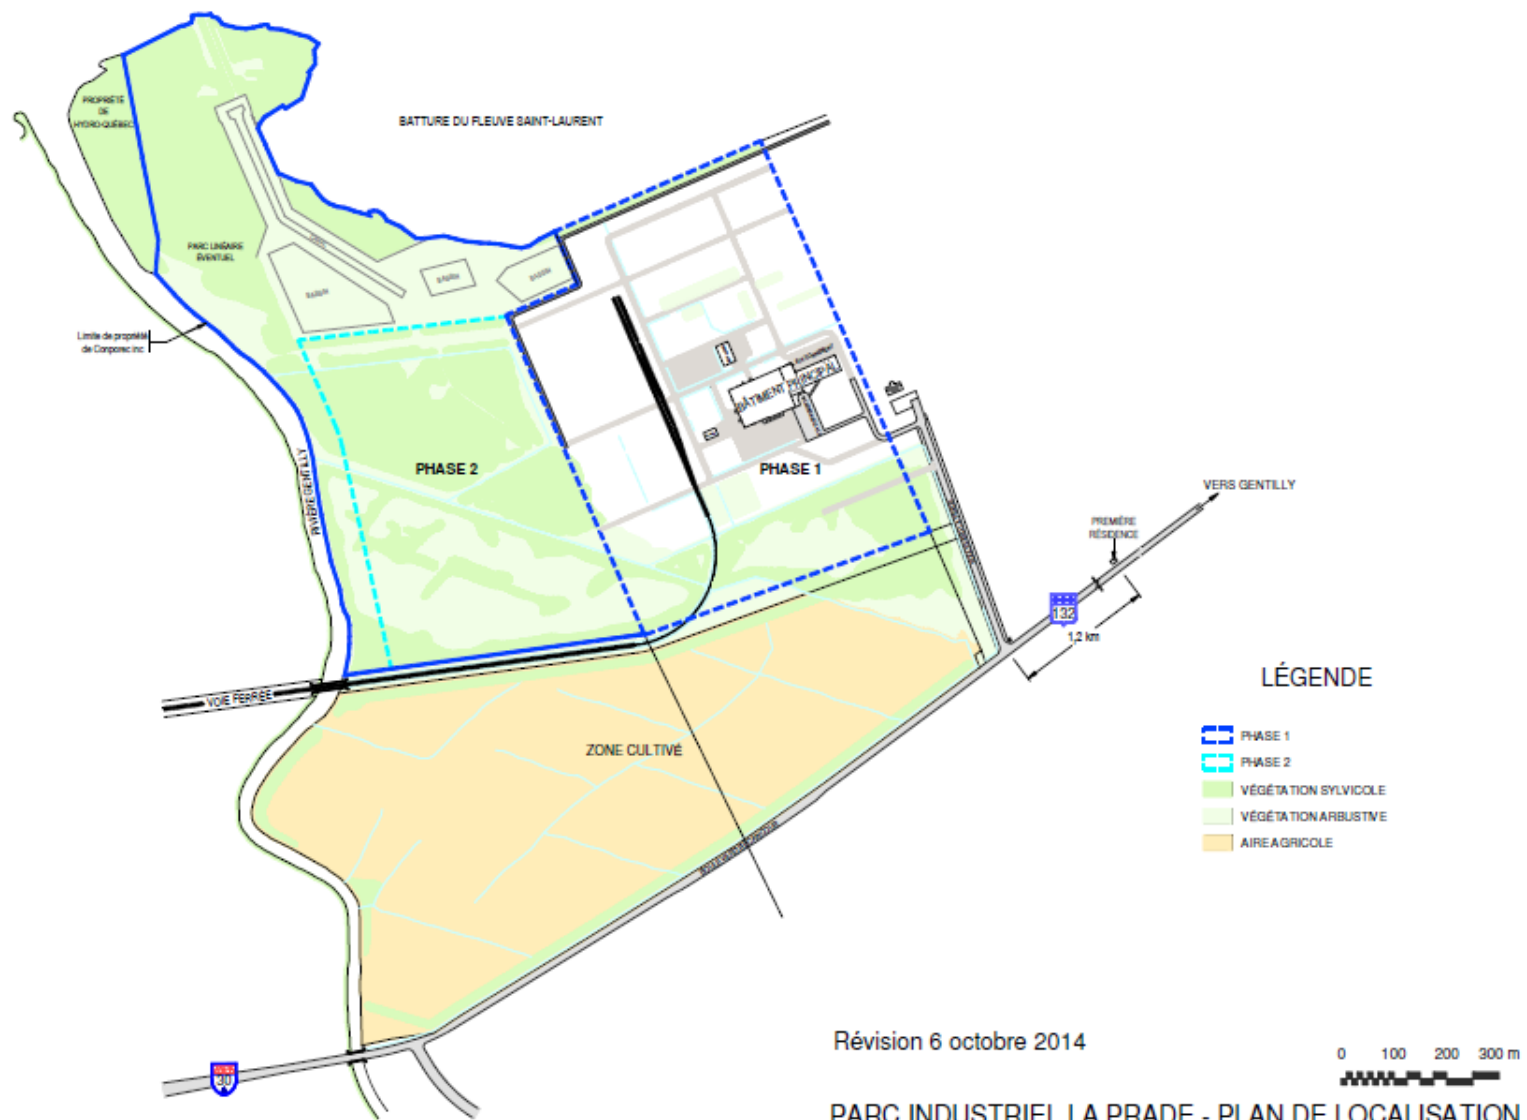 PROPRIÉTÉ
DE
HYDRO-QUÉBEC
BATTURE DU FLEUVE SAINT-LAURENT
PARC LINÉAIRE
ÉVENTUEL
BASSIN
BASSIN
BASSIN
Limite de propriété
de Conporec inc
BÂTIMENT PRINCIPAL
PHASE 2
PHASE 1
RIVIÈRE GENTILLY
VERS GENTILLY
PREMIÈRE
RÉSIDENCE
132
1,2 km
VOIE FERRÉE
ZONE CULTIVÉ
LÉGENDE
PHASE 1
PHASE 2
VÉGÉTATION SYLVICOLE
VÉGÉTATION ARBUSTIVE
AIRE AGRICOLE
30
Révision 6 octobre 2014
0 100 200 300 m
PARC INDUSTRIEL LA PRADE - PLAN DE LOCALISATION